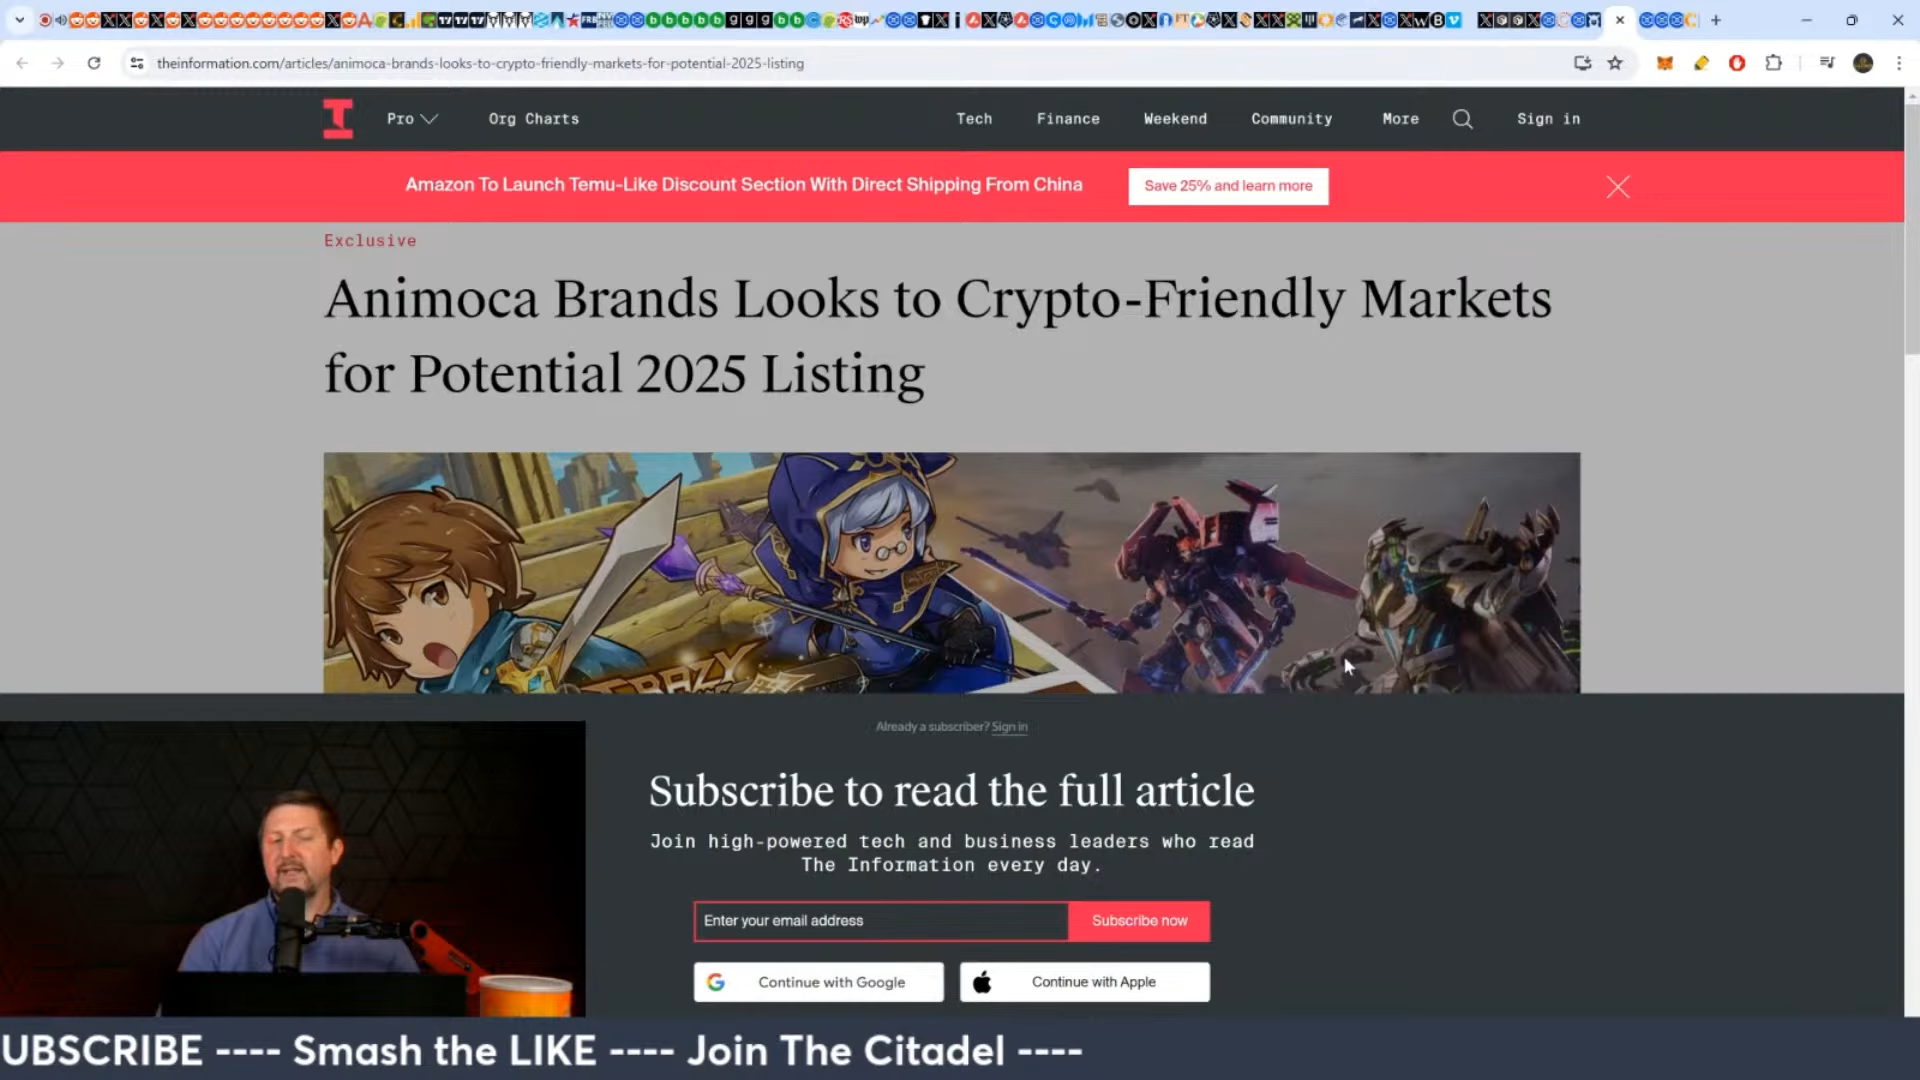 theinformation.com/articles/animoca-brands-looks-to-crypto-friendly-markets-for-potential-2025-listing
Pro
Org Charts
Tech
Finance
Weekend
Community
More
Sign in
Amazon To Launch Temu-Like Discount Section With Direct Shipping From China
Save 25% and learn more
Exclusive
Animoca Brands Looks to Crypto-Friendly Markets
for Potential 2025 Listing
CRAZY
Already a subscriber? Sign in
Subscribe to read the full article
Join high-powered tech and business leaders who read
The Information every day.
Enter your email address
Subscribe now
Continue with Google
Continue with Apple
UBSCRIBE ---- Smash the LIKE ---- Join The Citadel ----